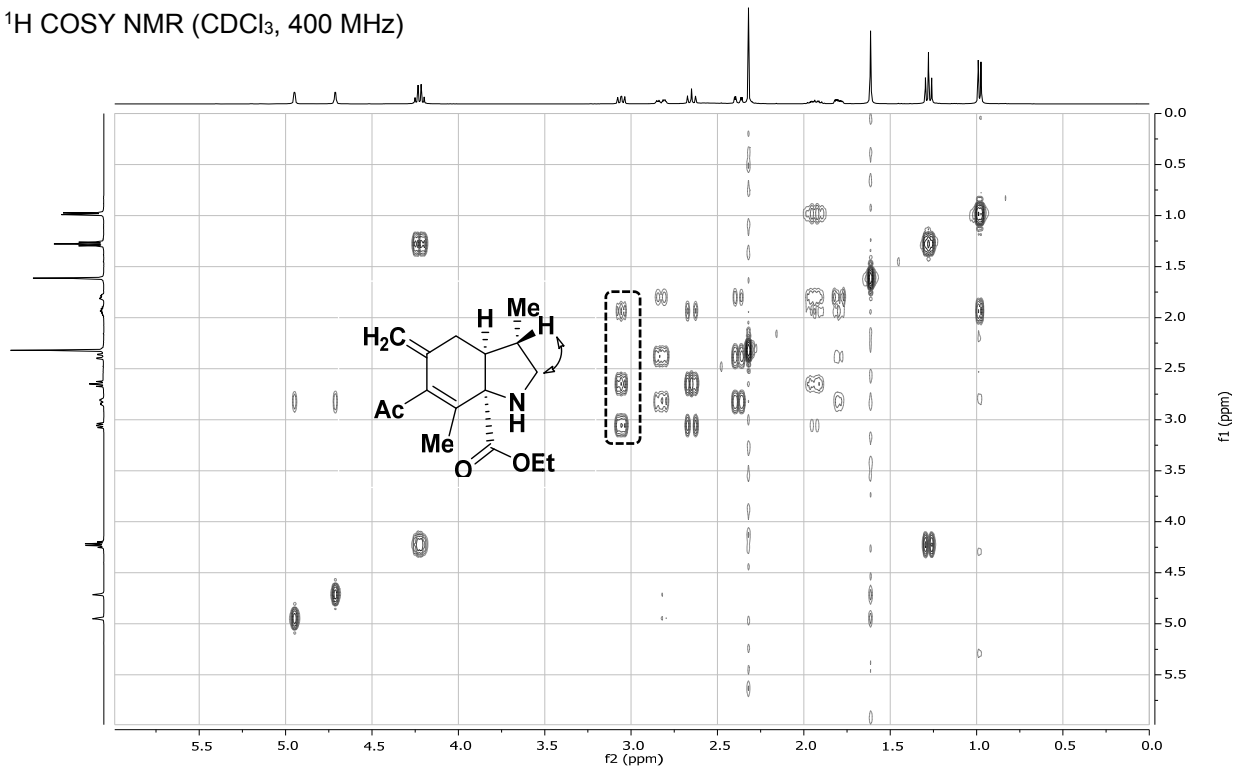 ¹H COSY NMR (CDCl₃, 400 MHz)
0.0
0.5
1.0
1.5
2.0
2.5
3.0
3.5
4.0
4.5
5.0
5.5
f1 (ppm)
H Me H
H₂C
Ac
N
H
Me
O OEt
5.5 5.0 4.5 4.0 3.5 3.0 2.5 2.0 1.5 1.0 0.5 0.0
f2 (ppm)